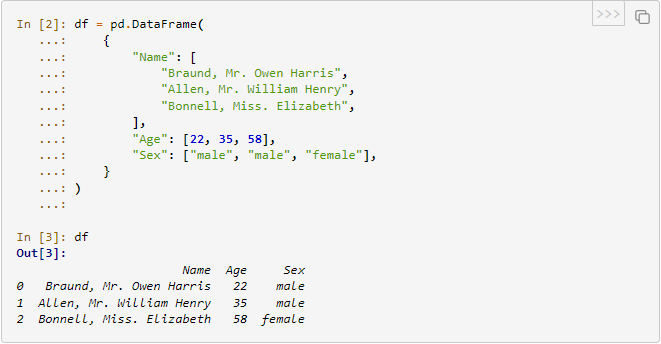 >>>
In [2]: df = pd.DataFrame(
   ...:     {
   ...:         "Name": [
   ...:             "Braund, Mr. Owen Harris",
   ...:             "Allen, Mr. William Henry",
   ...:             "Bonnell, Miss. Elizabeth",
   ...:         ],
   ...:         "Age": [22, 35, 58],
   ...:         "Sex": ["male", "male", "female"],
   ...:     }
   ...: )
   ...:
In [3]: df
Out[3]:
                       Name  Age     Sex
0   Braund, Mr. Owen Harris   22    male
1  Allen, Mr. William Henry   35    male
2  Bonnell, Miss. Elizabeth   58  female